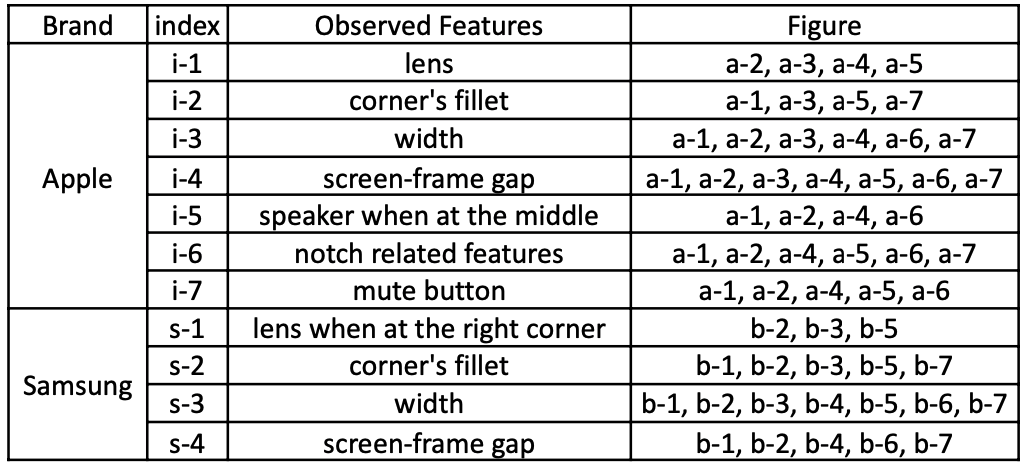 Brand index Observed Features Figure
i-1 lens a-2, a-3, a-4, a-5
i-2 corner's fillet a-1, a-3, a-5, a-7
i-3 width a-1, a-2, a-3, a-4, a-6, a-7
Apple i-4 screen-frame gap a-1, a-2, a-3, a-4, a-5, a-6, a-7
i-5 speaker when at the middle a-1, a-2, a-4, a-6
i-6 notch related features a-1, a-2, a-4, a-5, a-6, a-7
i-7 mute button a-1, a-2, a-4, a-5, a-6
s-1 lens when at the right corner b-2, b-3, b-5
s-2 corner's fillet b-1, b-2, b-3, b-5, b-7
Samsung
s-3 width b-1, b-2, b-3, b-4, b-5, b-6, b-7
s-4 screen-frame gap b-1, b-2, b-4, b-6, b-7